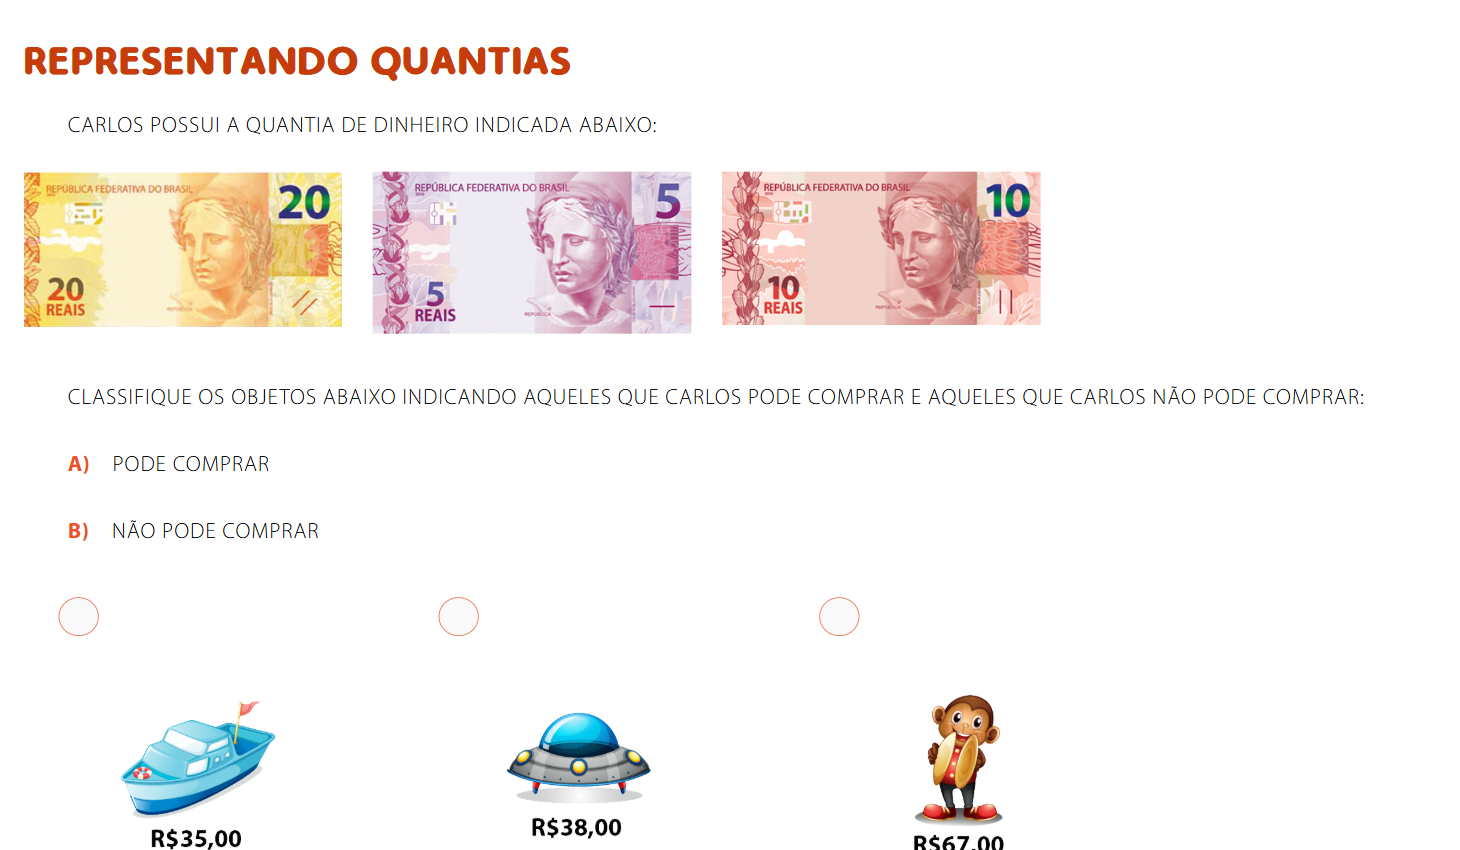 REPRESENTANDO QUANTIAS
CARLOS POSSUI A QUANTIA DE DINHEIRO INDICADA ABAIXO:
REPÚBLICA FEDERATIVA DO BRASIL
20
20
REAIS
REPÚBLICA FEDERATIVA DO BRASIL
5
5
REAIS
REPÚBLICA
REPÚBLICA FEDERATIVA DO BRASIL
10
10
REAIS
REPÚBLICA
CLASSIFIQUE OS OBJETOS ABAIXO INDICANDO AQUELES QUE CARLOS PODE COMPRAR E AQUELES QUE CARLOS NÃO PODE COMPRAR:
A) PODE COMPRAR
B) NÃO PODE COMPRAR
R$35,00
R$38,00
R$67,00